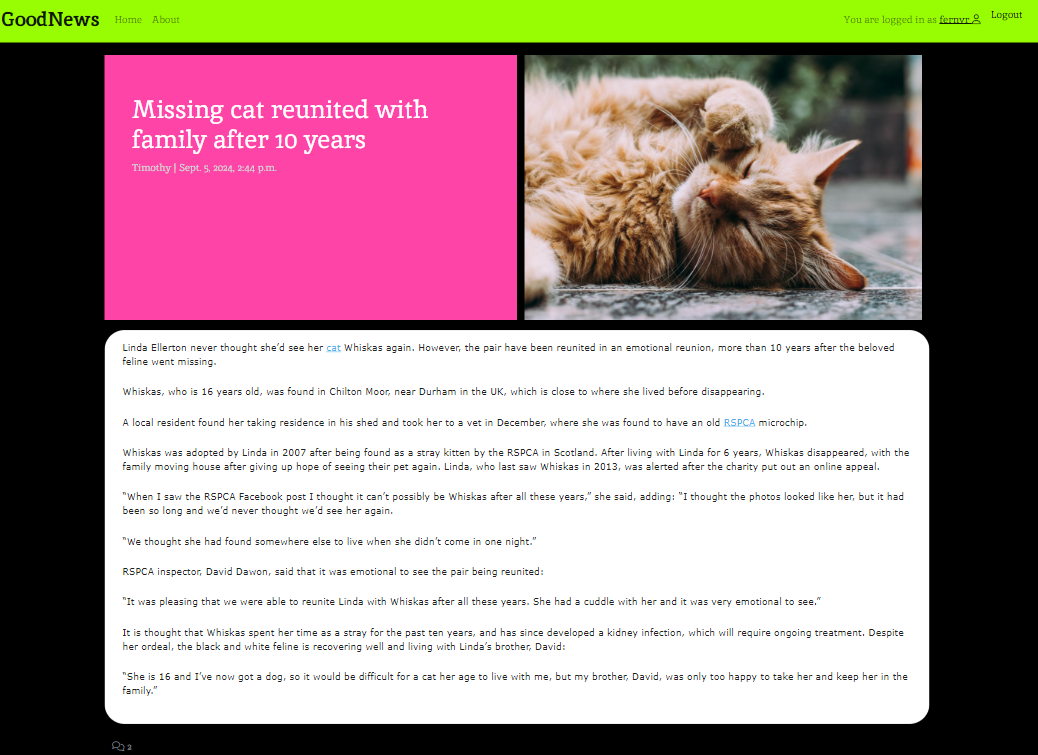 GoodNews Home About You are logged in as fernvr Logout
Missing cat reunited with
family after 10 years
Timothy | Sept. 5, 2024, 2:44 p.m.
Linda Ellerton never thought she’d see her cat Whiskas again. However, the pair have been reunited in an emotional reunion, more than 10 years after the beloved
feline went missing.
Whiskas, who is 16 years old, was found in Chilton Moor, near Durham in the UK, which is close to where she lived before disappearing.
A local resident found her taking residence in his shed and took her to a vet in December, where she was found to have an old RSPCA microchip.
Whiskas was adopted by Linda in 2007 after being found as a stray kitten by the RSPCA in Scotland. After living with Linda for 6 years, Whiskas disappeared, with the
family moving house after giving up hope of seeing their pet again. Linda, who last saw Whiskas in 2013, was alerted after the charity put out an online appeal.
“When I saw the RSPCA Facebook post I thought it can’t possibly be Whiskas after all these years,” she said, adding: “I thought the photos looked like her, but it had
been so long and we’d never thought we’d see her again.
“We thought she had found somewhere else to live when she didn’t come in one night.”
RSPCA inspector, David Dawon, said that it was emotional to see the pair being reunited:
“It was pleasing that we were able to reunite Linda with Whiskas after all these years. She had a cuddle with her and it was very emotional to see.”
It is thought that Whiskas spent her time as a stray for the past ten years, and has since developed a kidney infection, which will require ongoing treatment. Despite
her ordeal, the black and white feline is recovering well and living with Linda’s brother, David:
“She is 16 and I’ve now got a dog, so it would be difficult for a cat her age to live with me, but my brother, David, was only too happy to take her and keep her in the
family.”
2